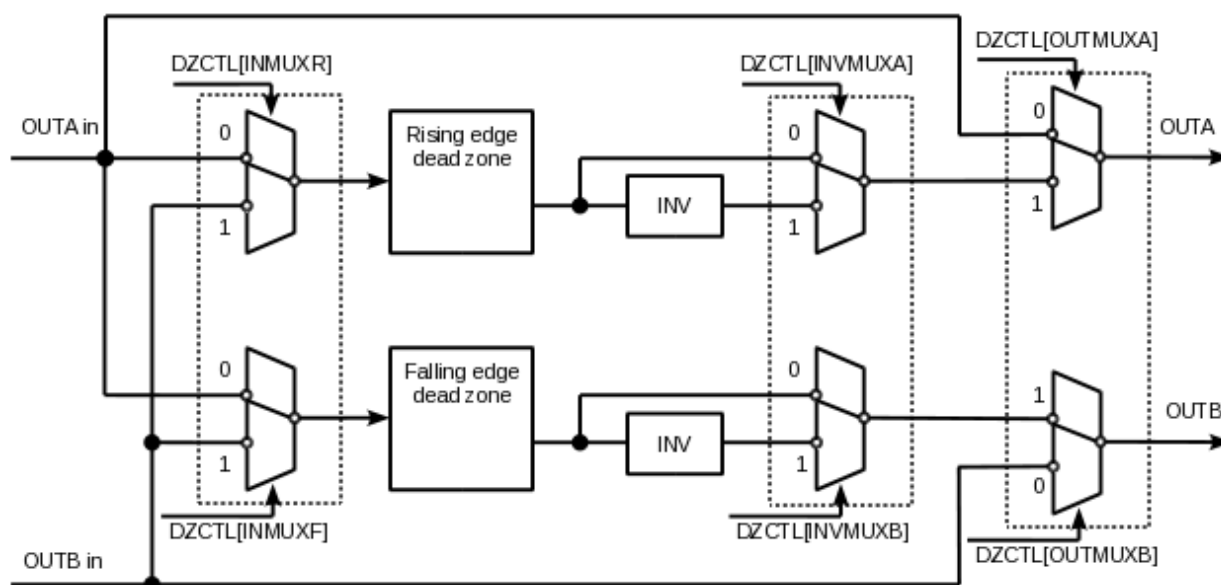 DZCTL[OUTMUXA]
DZCTL[INMUXR]
DZCTL[INVMUXA]
OUTA in
0
Rising edge
dead zone
0
0
OUTA
1
INV
1
1
0
Falling edge
dead zone
0
1
OUTB
1
INV
1
0
DZCTL[INMUXF]
DZCTL[INVMUXB]
DZCTL[OUTMUXB]
OUTB in